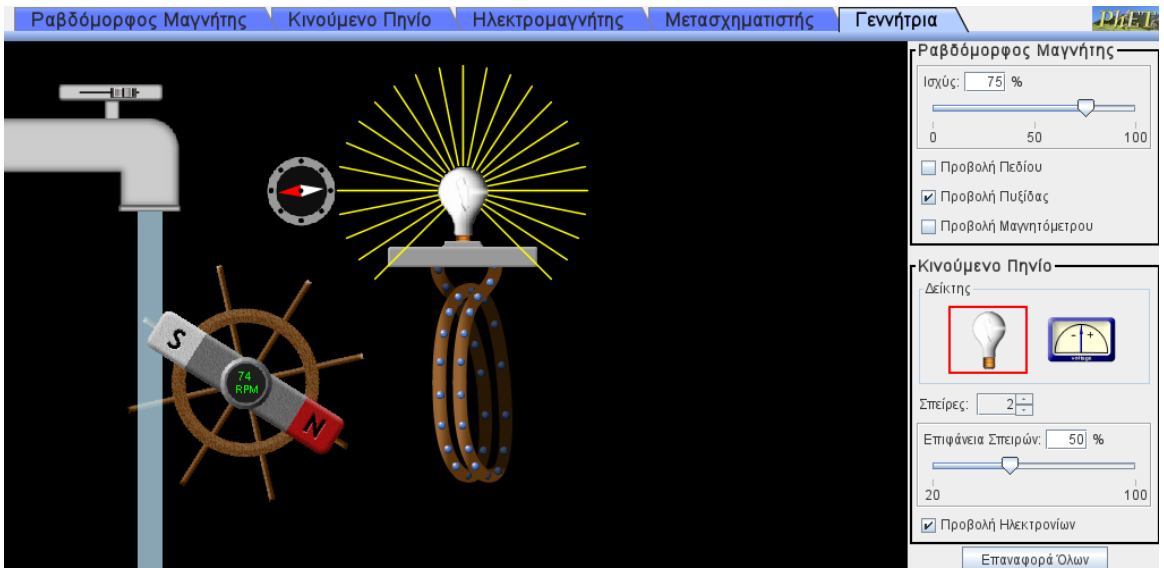 Ραβδόμορφος Μαγνήτης Κινούμενο Πηνίο Ηλεκτρομαγνήτης Μετασχηματιστής Γεννήτρια PhET
Ραβδόμορφος Μαγνήτης
Ισχύς: 75 %
0 50 100
Προβολή Πεδίου
Προβολή Πυξίδας
Προβολή Μαγνητόμετρου
S
74
RPM
N
Κινούμενο Πηνίο
Δείκτης
- +
voltage
Σπείρες: 2
Επιφάνεια Σπειρών: 50 %
20 100
Προβολή Ηλεκτρονίων
Επαναφορά Όλων